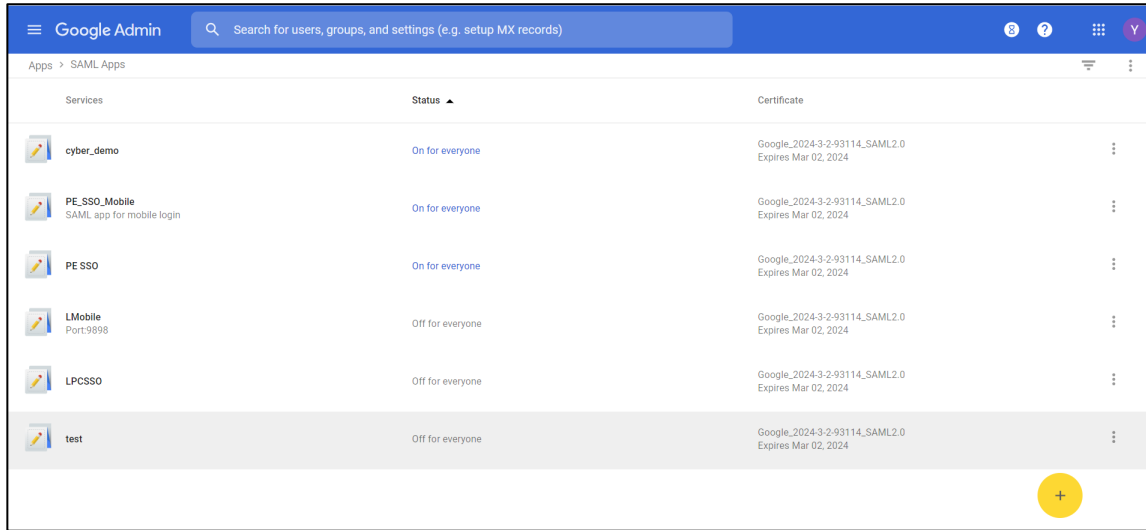 Google Admin
Search for users, groups, and settings (e.g. setup MX records)
?
Y
Apps > SAML Apps
Services
Status
Certificate
cyber_demo
On for everyone
Google_2024-3-2-93114_SAML2.0
Expires Mar 02, 2024
PE_SSO_Mobile
SAML app for mobile login
On for everyone
Google_2024-3-2-93114_SAML2.0
Expires Mar 02, 2024
PE SSO
On for everyone
Google_2024-3-2-93114_SAML2.0
Expires Mar 02, 2024
LMobile
Port:9898
Off for everyone
Google_2024-3-2-93114_SAML2.0
Expires Mar 02, 2024
LPCSSO
Off for everyone
Google_2024-3-2-93114_SAML2.0
Expires Mar 02, 2024
test
Off for everyone
Google_2024-3-2-93114_SAML2.0
Expires Mar 02, 2024
+